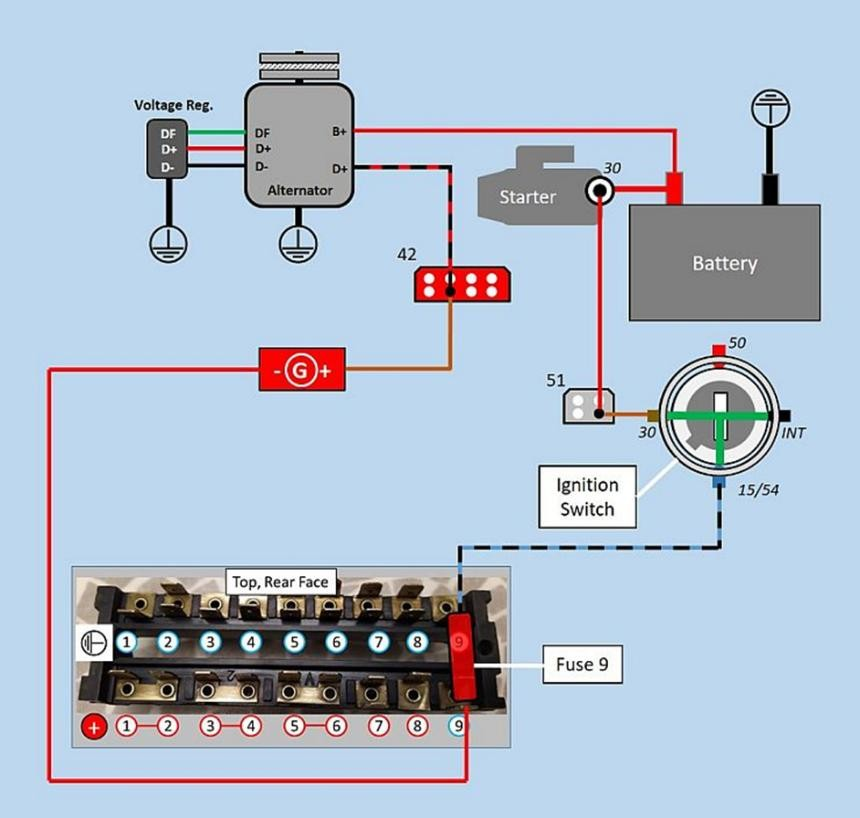 Voltage Reg.
DF
D+
D-
DF
D+
D-
B+
D+
Alternator
30
Starter
Battery
42
- G +
51
50
30
INT
15/54
Ignition
Switch
Top, Rear Face
1 2 3 4 5 6 7 8 9
Fuse 9
2
+ 1 2 3 4 5 6 7 8 9